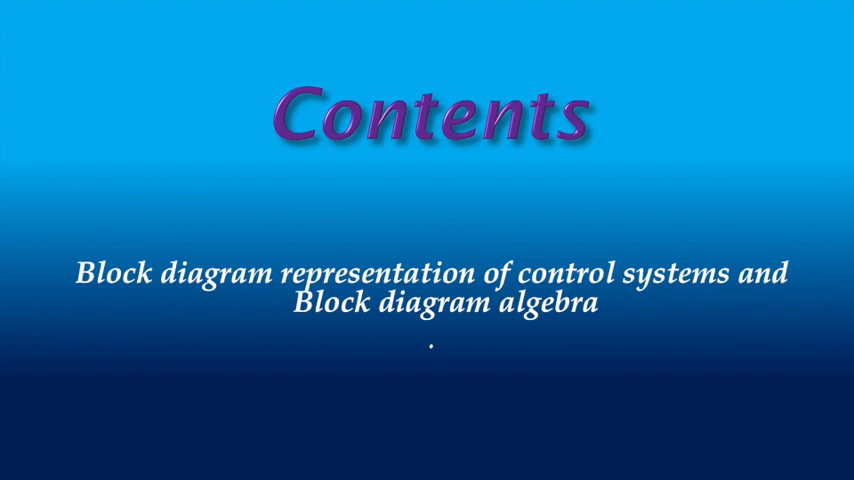 Contents
Block diagram representation of control systems and
Block diagram algebra
.